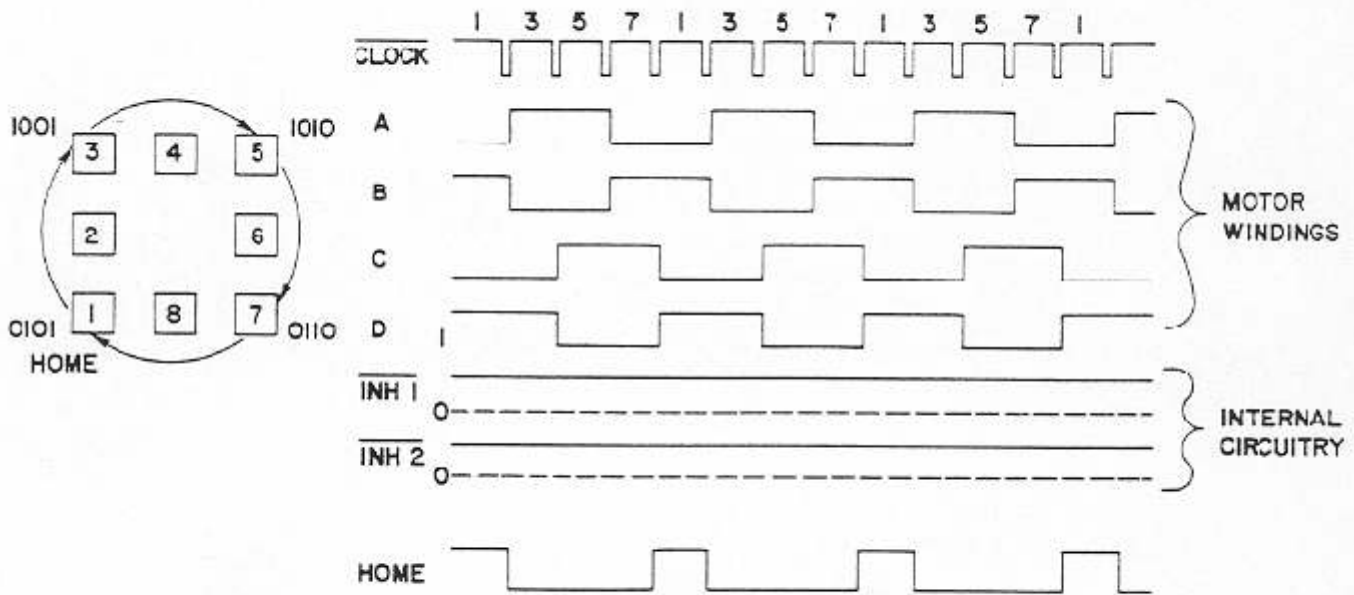 1 3 5 7 1 3 5 7 1 3 5 7 1
CLOCK
1001
3
4
5
1010
2
6
0101
1
8
7
0110
HOME
A
B
C
D
1
MOTOR
WINDINGS
INH 1
0
INH 2
0
INTERNAL
CIRCUITRY
HOME